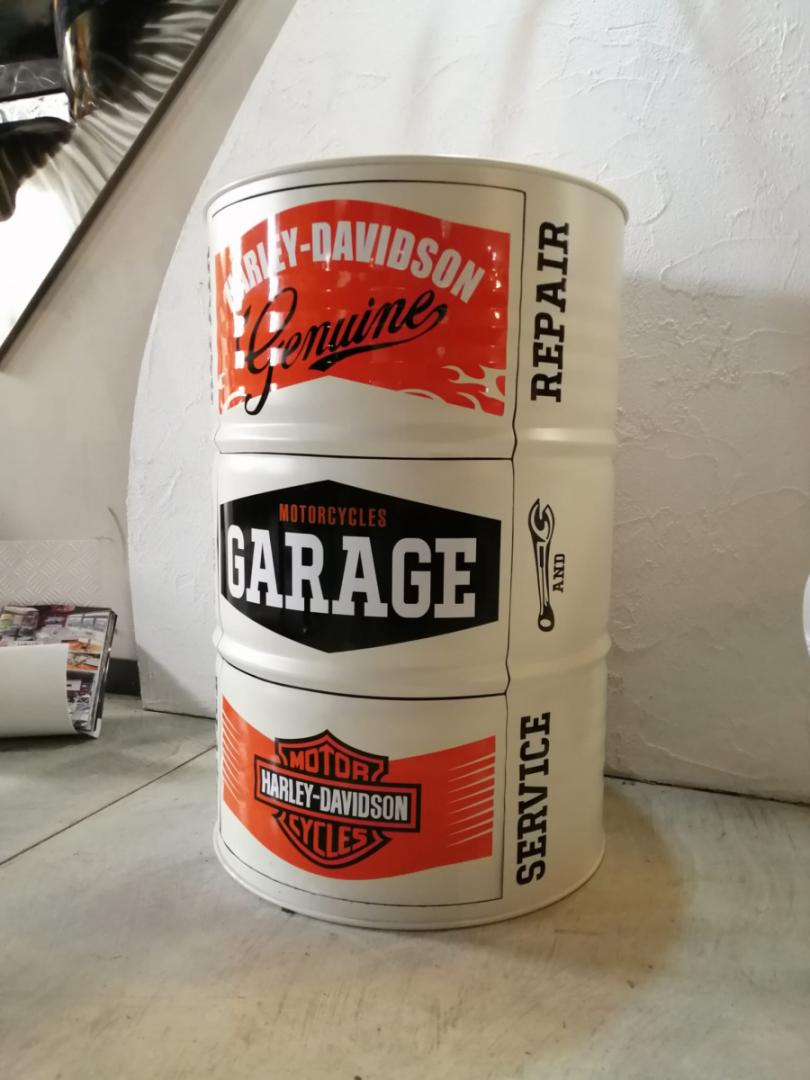 HARLEY-DAVIDSON
Genuine
MOTORCYCLES
GARAGE
MOTOR
HARLEY-DAVIDSON
CYCLES
REPAIR
AND
SERVICE